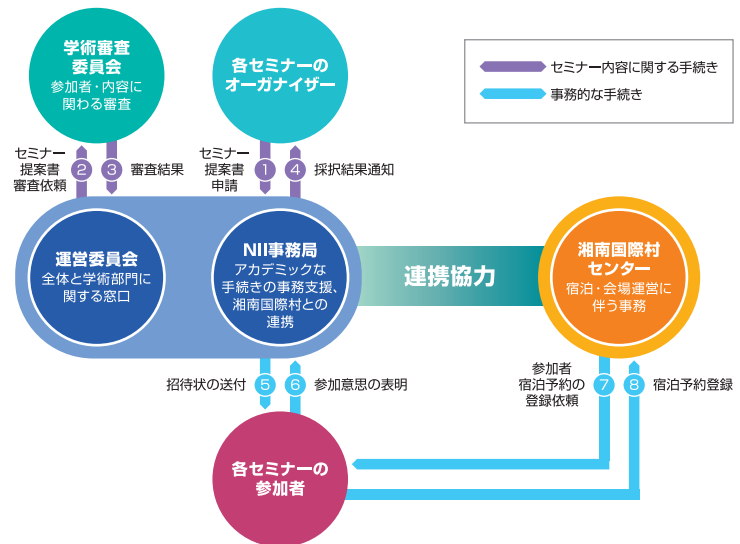 学術審査
委員会
参加者・内容に
関わる審査
各セミナーの
オーガナイザー
セミナー内容に関する手続き
事務的な手続き
セミナー
提案書
審査依頼
2
3
審査結果
セミナー
提案書
申請
1
4
採択結果通知
運営委員会
全体と学術部門に
関する窓口
NII事務局
アカデミックな
手続きの事務支援、
湘南国際村との
連携
連携協力
湘南国際村
センター
宿泊・会場運営に
伴う事務
招待状の送付
5
6
参加意思の表明
参加者
宿泊予約の
登録依頼
7
8
宿泊予約登録
各セミナーの
参加者